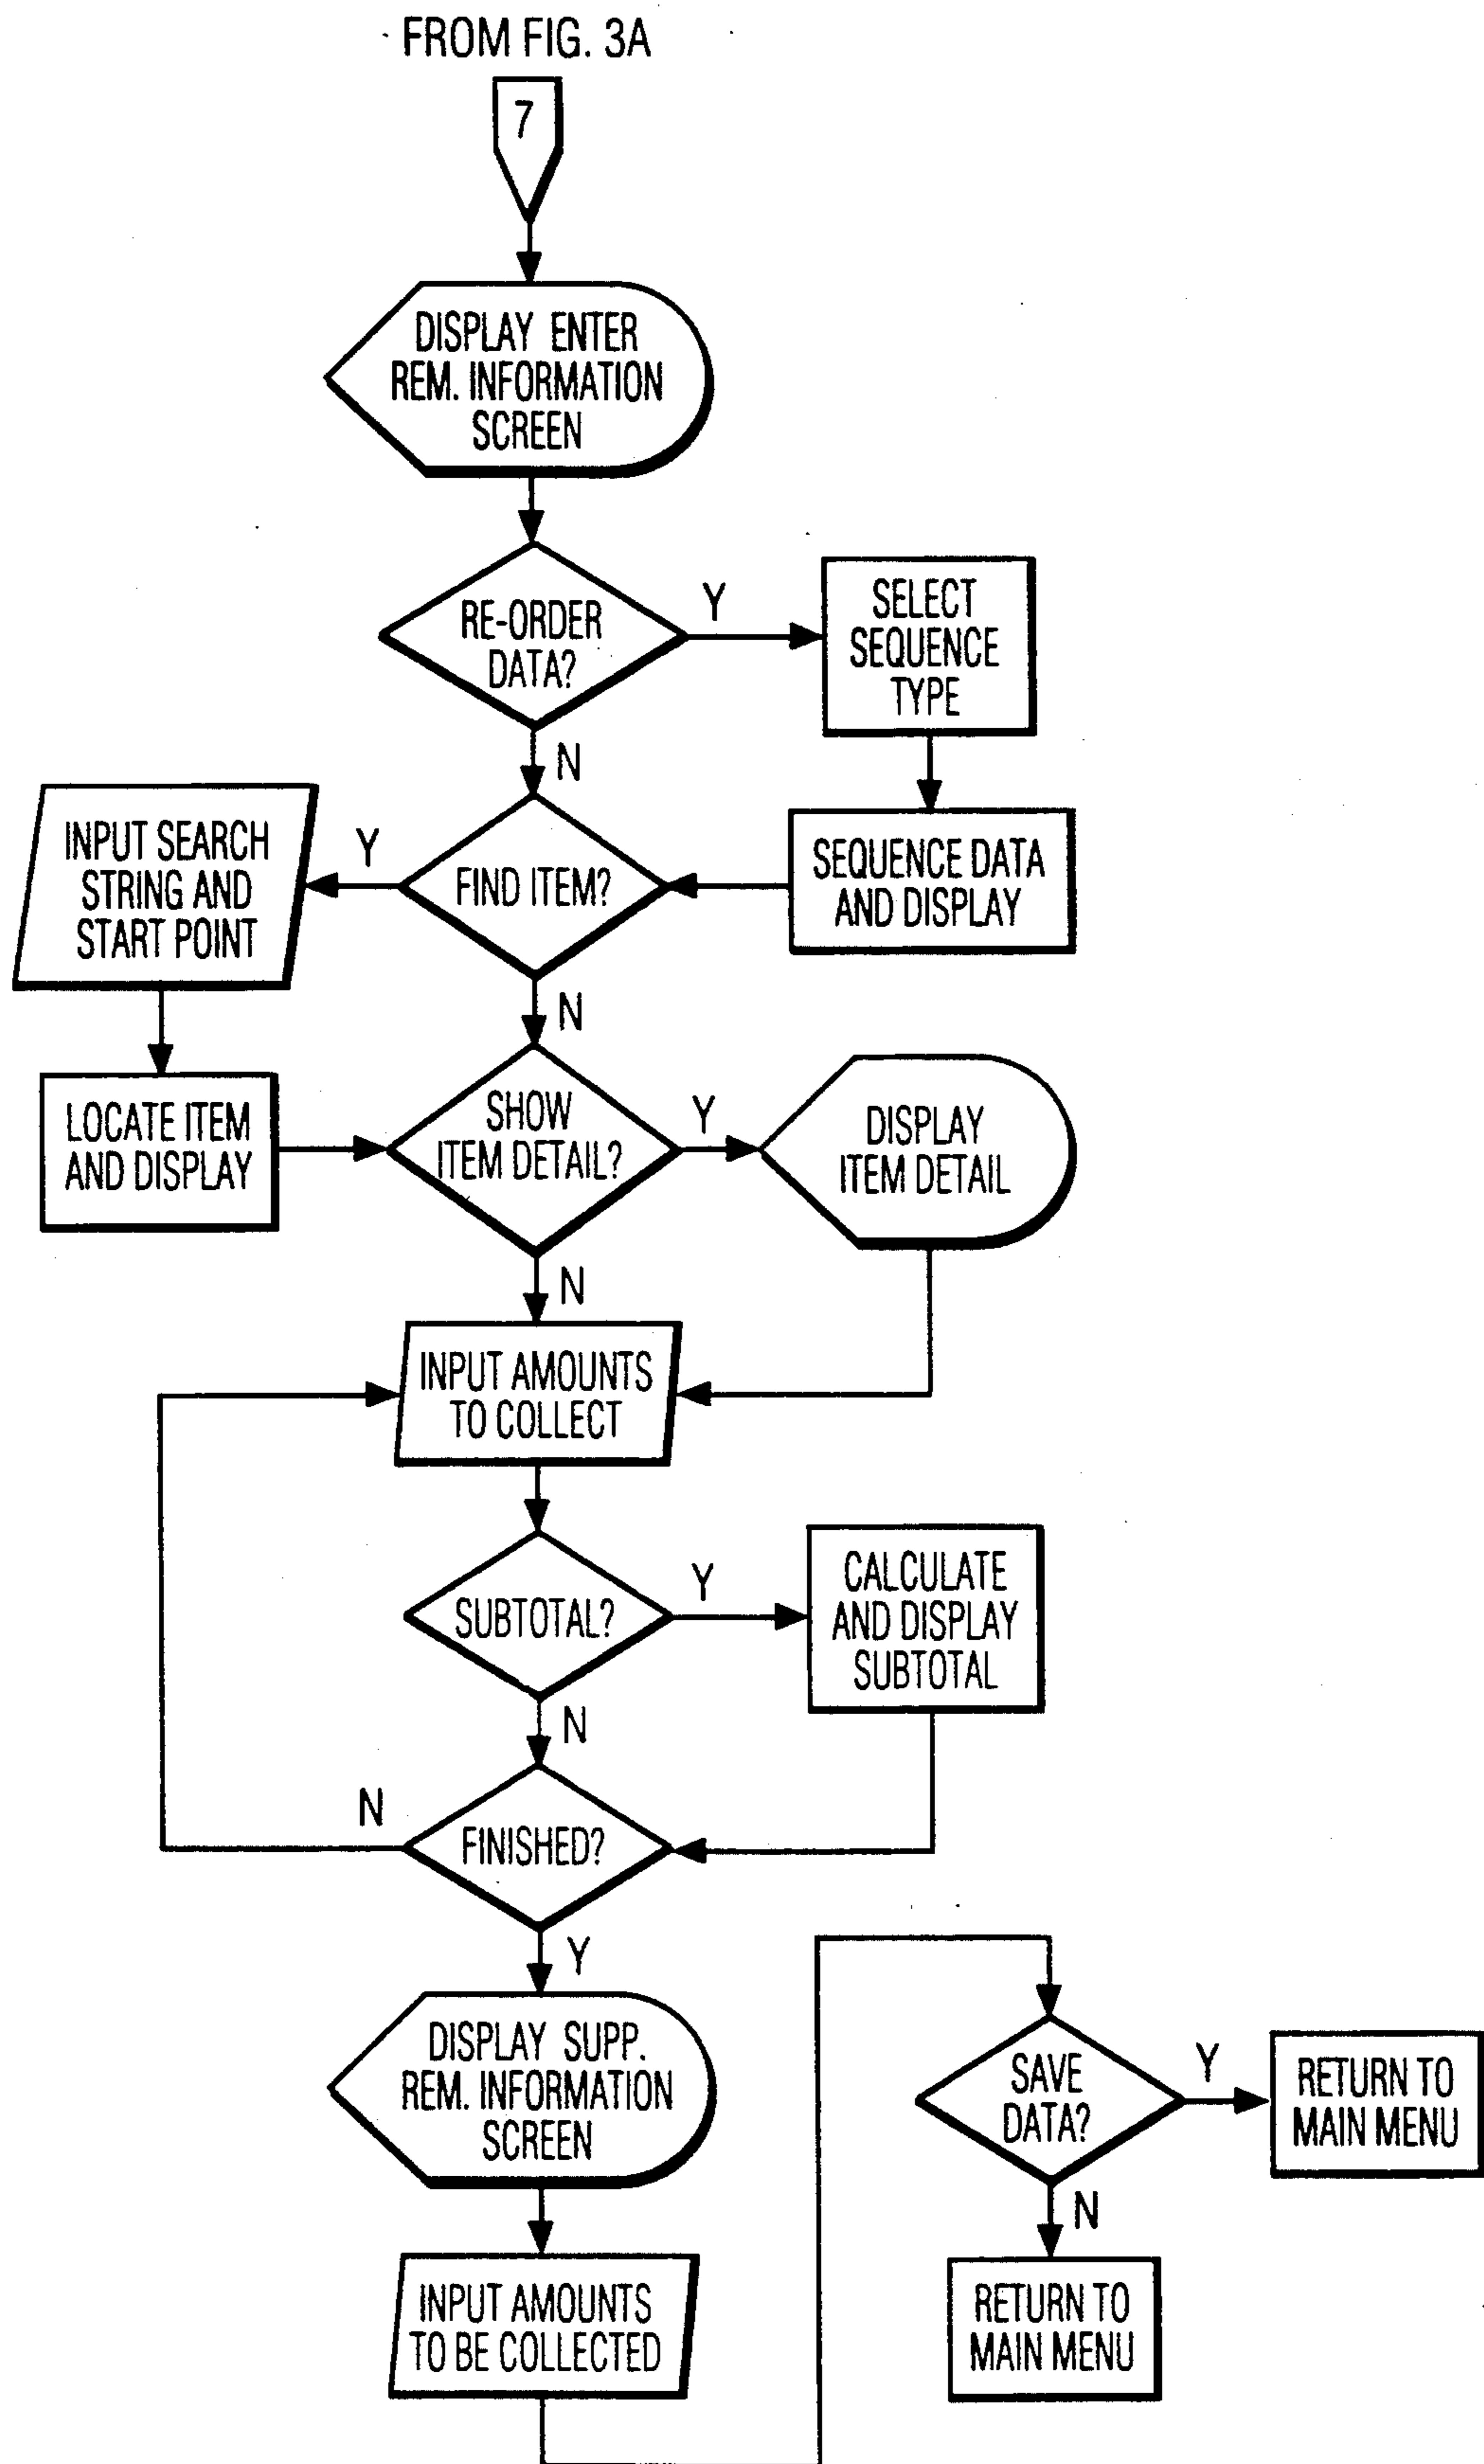 FROM FIG. 3A
7
DISPLAY ENTER
REM. INFORMATION
SCREEN
RE-ORDER
DATA?
Y
SELECT
SEQUENCE
TYPE
N
INPUT SEARCH
STRING AND
START POINT
Y
FIND ITEM?
SEQUENCE DATA
AND DISPLAY
N
LOCATE ITEM
AND DISPLAY
SHOW
ITEM DETAIL?
Y
DISPLAY
ITEM DETAIL
N
INPUT AMOUNTS
TO COLLECT
SUBTOTAL?
Y
CALCULATE
AND DISPLAY
SUBTOTAL
N
N
FINISHED?
Y
DISPLAY SUPP.
REM. INFORMATION
SCREEN
INPUT AMOUNTS
TO BE COLLECTED
SAVE
DATA?
Y
RETURN TO
MAIN MENU
N
RETURN TO
MAIN MENU